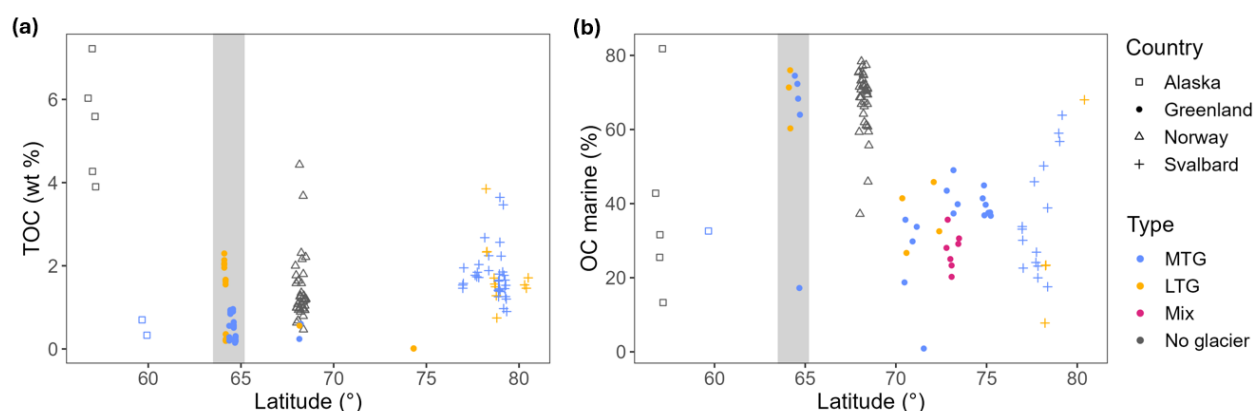 (a)
TOC (wt %)
6
4
2
0
60 65 70 75 80
Latitude (°)
(b)
OC marine (%)
80
60
40
20
0
60 65 70 75 80
Latitude (°)
Country
Alaska
Greenland
Norway
Svalbard
Type
MTG
LTG
Mix
No glacier